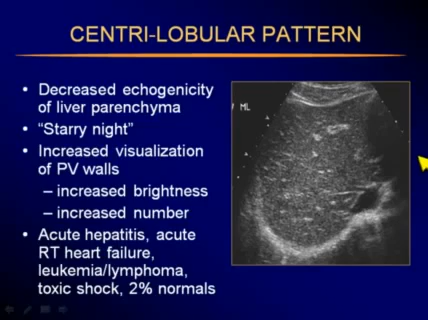 CENTRI-LOBULAR PATTERN
• Decreased echogenicity
of liver parenchyma
• “Starry night”
• Increased visualization
of PV walls
– increased brightness
– increased number
• Acute hepatitis, acute
RT heart failure,
leukemia/lymphoma,
toxic shock, 2% normals
ML